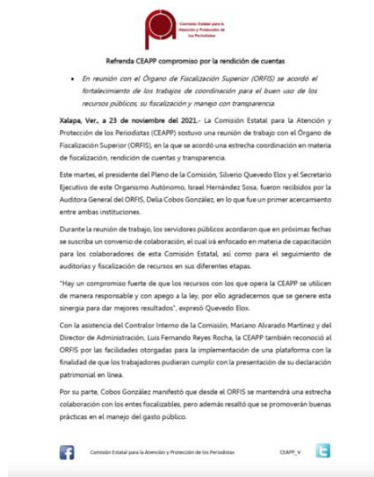 Comisión Estatal para la
Atención y Protección de
los Periodistas
Refrenda CEAPP compromiso por la rendición de cuentas
• En reunión con el Órgano de Fiscalización Superior (ORFIS) se acordó el
fortalecimiento de los trabajos de coordinación para el buen uso de los
recursos públicos, su fiscalización y manejo con transparencia.
Xalapa, Ver., a 23 de noviembre del 2021.- La Comisión Estatal para la Atención y
Protección de los Periodistas (CEAPP) sostuvo una reunión de trabajo con el Órgano de
Fiscalización Superior (ORFIS), en la que se acordó una estrecha coordinación en materia
de fiscalización, rendición de cuentas y transparencia.
Este martes, el presidente del Pleno de la Comisión, Silverio Quevedo Elox y el Secretario
Ejecutivo de este Organismo Autónomo, Israel Hernández Sosa, fueron recibidos por la
Auditora General del ORFIS, Delia Cobos González, en lo que fue un primer acercamiento
entre ambas instituciones.
Durante la reunión de trabajo, los servidores públicos acordaron que en próximas fechas
se suscriba un convenio de colaboración, el cual irá enfocado en materia de capacitación
para los colaboradores de esta Comisión Estatal, así como para el seguimiento de
auditorías y fiscalización de recursos en sus diferentes etapas.
"Hay un compromiso fuerte de que los recursos con los que opera la CEAPP se utilicen
de manera responsable y con apego a la ley, por ello agradecemos que se genere esta
sinergia para dar mejores resultados", expresó Quevedo Elox.
Con la asistencia del Contralor Interno de la Comisión, Mariano Alvarado Martínez y del
Director de Administración, Luis Fernando Reyes Rocha, la CEAPP también reconoció al
ORFIS por las facilidades otorgadas para la implementación de una plataforma con la
finalidad de que los trabajadores pudieran cumplir con la presentación de su declaración
patrimonial en línea.
Por su parte, Cobos González manifestó que desde el ORFIS se mantendrá una estrecha
colaboración con los entes fiscalizables, pero además resaltó que se promoverán buenas
prácticas en el manejo del gasto público.
Comisión Estatal para la Atención y Protección de los Periodistas
CEAPP_V